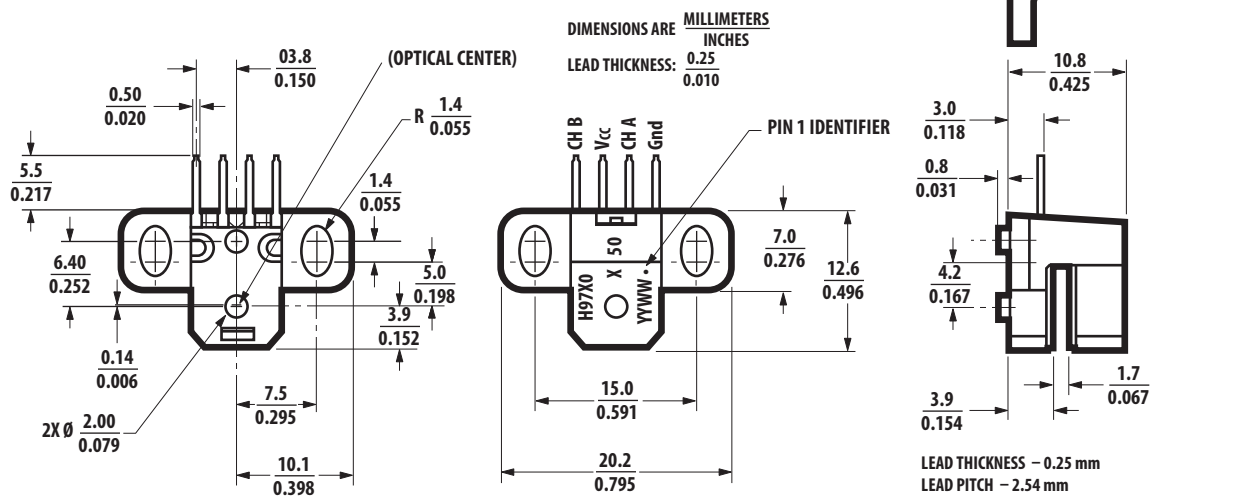 DIMENSIONS ARE MILLIMETERS
INCHES
LEAD THICKNESS: 0.25
0.010
03.8
0.150
(OPTICAL CENTER)
0.50
0.020
R 1.4
0.055
5.5
0.217
1.4
0.055
6.40
0.252
5.0
0.198
3.9
0.152
0.14
0.006
7.5
0.295
2X Ø 2.00
0.079
10.1
0.398
CH B
Vcc
CH A
Gnd
PIN 1 IDENTIFIER
H97X0
X 50
YYWW
7.0
0.276
12.6
0.496
15.0
0.591
20.2
0.795
10.8
0.425
3.0
0.118
0.8
0.031
4.2
0.167
1.7
0.067
3.9
0.154
LEAD THICKNESS – 0.25 mm
LEAD PITCH – 2.54 mm